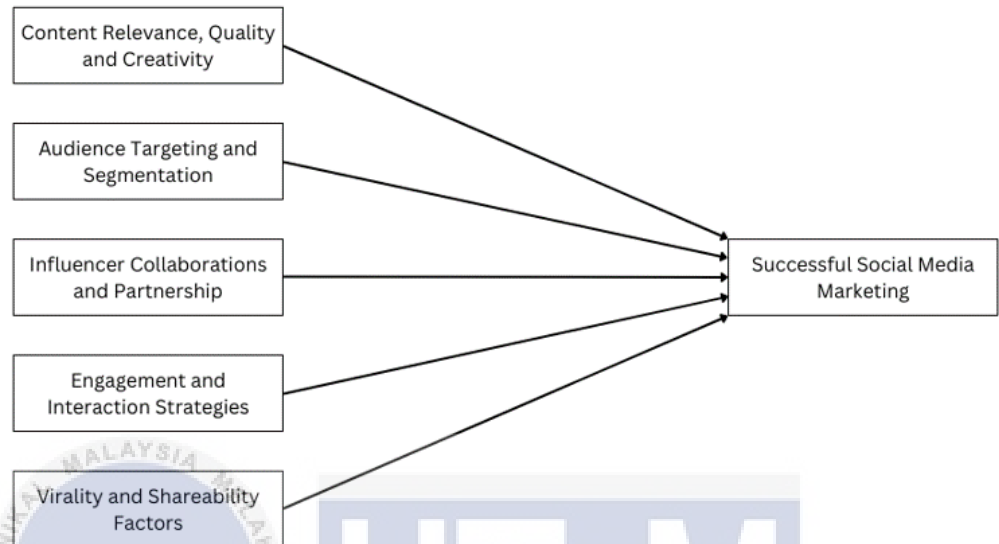 Content Relevance, Quality
and Creativity
Audience Targeting and
Segmentation
Influencer Collaborations
and Partnership
Engagement and
Interaction Strategies
Virality and Shareability
Factors
Successful Social Media
Marketing
MALAYSIA